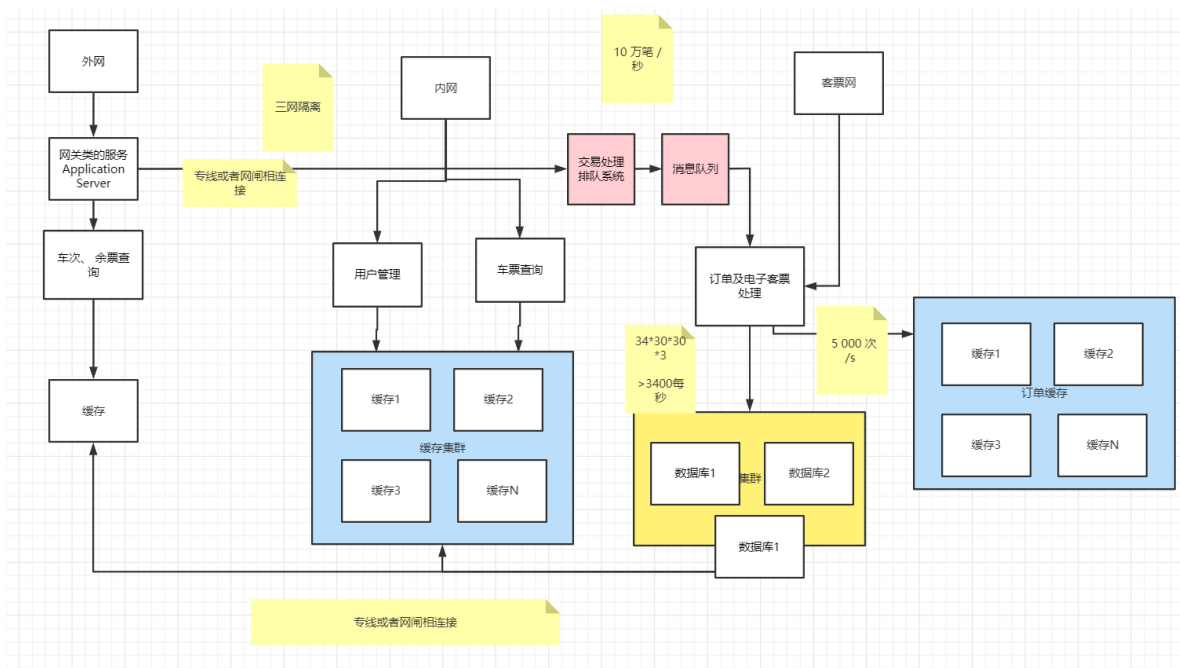 外网
10 万笔 /
秒
内网
客票网
三网隔离
网关类的服务
Application
Server
专线或者网闸相连
接
交易处理
排队系统
消息队列
车次、 余票查
询
用户管理
车票查询
订单及电子客票
处理
34*30*30
*3
>3400每
秒
5 000 次
/s
缓存1
缓存2
订单缓存
缓存3
缓存N
缓存
缓存1
缓存2
缓存集群
缓存3
缓存N
数据库1
集群
数据库2
数据库1
专线或者网闸相连接